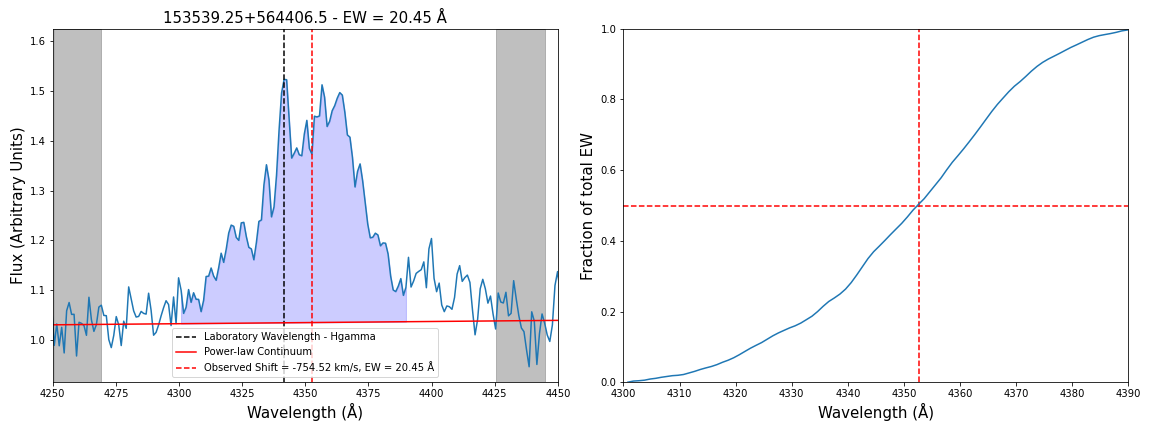 153539.25+564406.5 - EW = 20.45 Å
Flux (Arbitrary Units)
1.6
1.5
1.4
1.3
1.2
1.1
1.0
Laboratory Wavelength - Hgamma
Power-law Continuum
Observed Shift = -754.52 km/s, EW = 20.45 Å
4250 4275 4300 4325 4350 4375 4400 4425 4450
Wavelength (Å)
Fraction of total EW
1.0
0.8
0.6
0.4
0.2
0.0
4300 4310 4320 4330 4340 4350 4360 4370 4380 4390
Wavelength (Å)